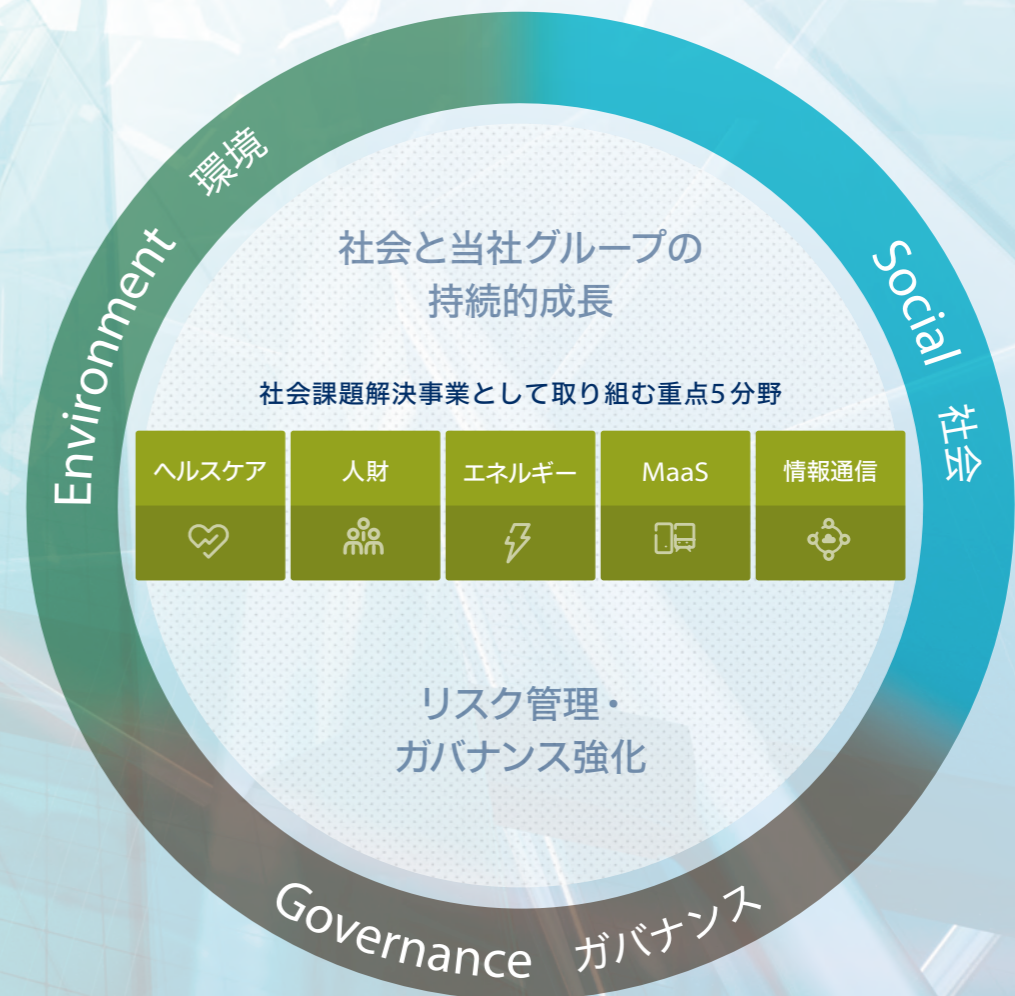 Environment 環境
Social 社会
社会と当社グループの
持続的成長
社会課題解決事業として取り組む重点5分野
ヘルスケア
人財
エネルギー
MaaS
情報通信
リスク管理・
ガバナンス強化
Governance ガバナンス